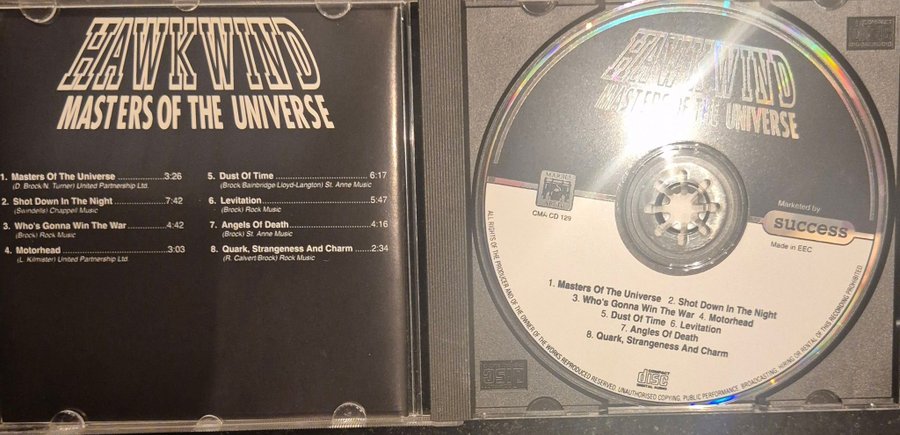 HAWKWIND
MASTERS OF THE UNIVERSE
1. Masters Of The Universe 3:26
(D. Brock/N. Turner) United Partnership Ltd.
2. Shot Down In The Night 7:42
(Swindells) Chappel Music
3. Who's Gonna Win The War 4:42
(Brock) Rock Music
4. Motorhead 3:03
(L. Kilmister) United Partnership Ltd.
5. Dust Of Time 6:17
(Brock/Bainbridge Lloyd-Langton) St. Anne Music
6. Levitation 5:47
(Brock) Rock Music
7. Angels Of Death 4:16
(Brock) St. Anne Music
8. Quark, Strangeness And Charm 2:34
(R. Calvert/Brock) Rock Music
HAWKWIND
MASTERS OF THE UNIVERSE
MARBLE
ARCH
CMA CD 129
Marketed by
success
Made in EEC
1. Masters Of The Universe 2. Shot Down In The Night
3. Who's Gonna Win The War 4. Motorhead
5. Dust Of Time 6. Levitation
7. Angles Of Death
8. Quark, Strangeness And Charm
COMPACT
disc
DIGITAL AUDIO
ALL RIGHTS OF THE PRODUCER AND OF THE OWNER OF THE WORKS REPRODUCED RESERVED. UNAUTHORISED COPYING, PUBLIC PERFORMANCE, BROADCASTING, HIRING OR RENTAL OF THIS RECORDING PROHIBITED.